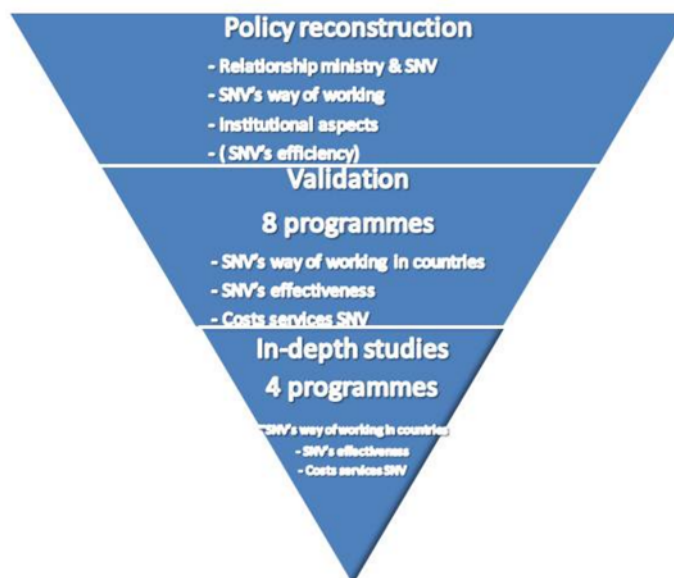 Policy reconstruction
- Relationship ministry & SNV
- SNV's way of working
- Institutional aspects
- ( SNV's efficiency)
Validation
8 programmes
- SNV's way of working in countries
- SNV's effectiveness
- Costs services SNV
In-depth studies
4 programmes
- SNV's way of working in countries
- SNV's effectiveness
- Costs services SNV